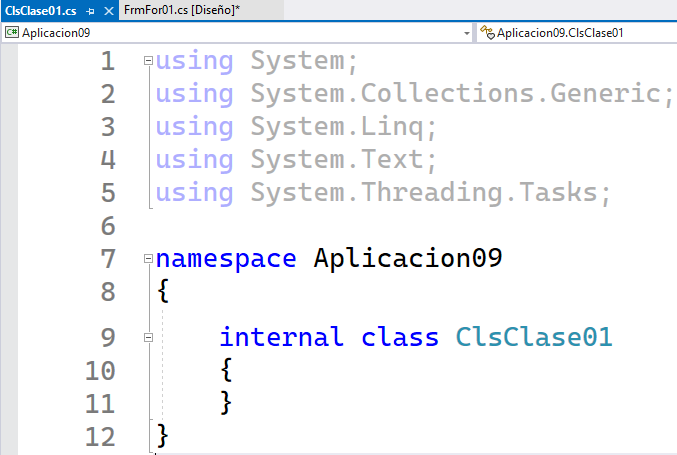 ClsClase01.cs FrmFor01.cs [Diseño]*
C# Aplicacion09 Aplicacion09.ClsClase01
1 using System;
2 using System.Collections.Generic;
3 using System.Linq;
4 using System.Text;
5 using System.Threading.Tasks;
6
7 namespace Aplicacion09
8 {
9 internal class ClsClase01
10 {
11 }
12 }